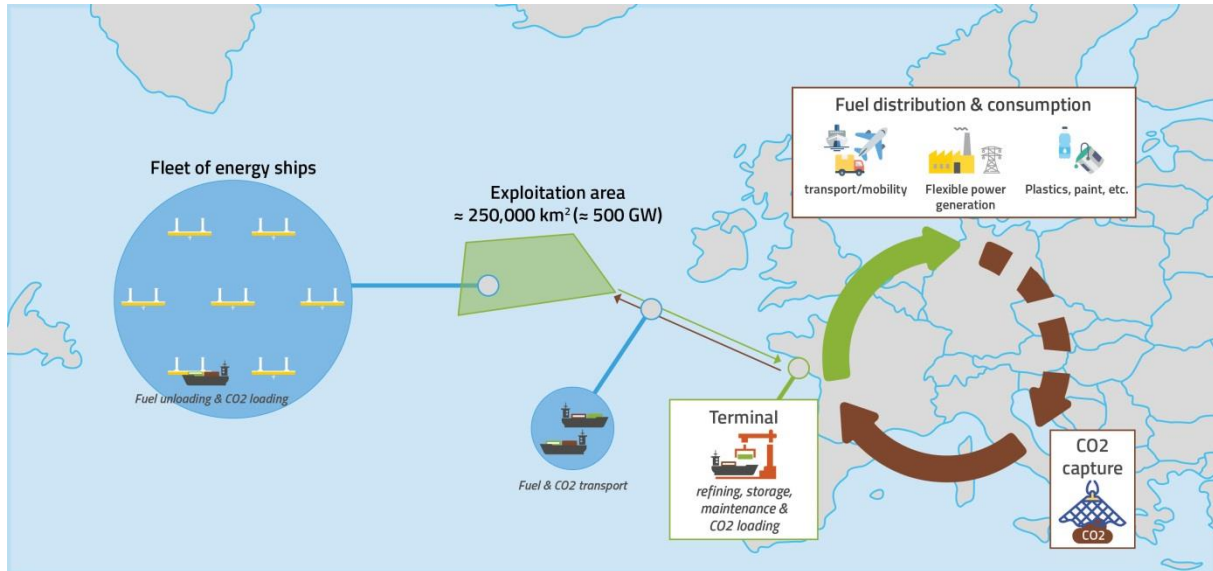 Fuel distribution & consumption
transport/mobility
Flexible power
generation
Plastics, paint, etc.
Fleet of energy ships
Exploitation area
≈ 250,000 km² (≈ 500 GW)
Fuel unloading & CO2 loading
Fuel & CO2 transport
Terminal
refining, storage,
maintenance &
CO2 loading
CO2
capture
CO2